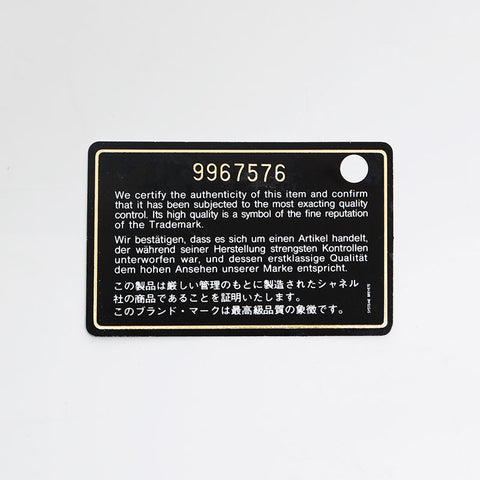 9967576
We certify the authenticity of this item and confirm
that it has been subjected to the most exacting quality
control. Its high quality is a symbol of the fine reputation
of the Trademark.
Wir bestätigen, dass es sich um einen Artikel handelt,
der während seiner Herstellung strengsten Kontrollen
unterworfen war, und dessen erstklassige Qualität
dem hohen Ansehen unserer Marke entspricht.
この製品は厳しい管理のもとに製造されたシャネル
社の商品であることを証明いたします。
このブランド・マークは最高級品質の象徴です。